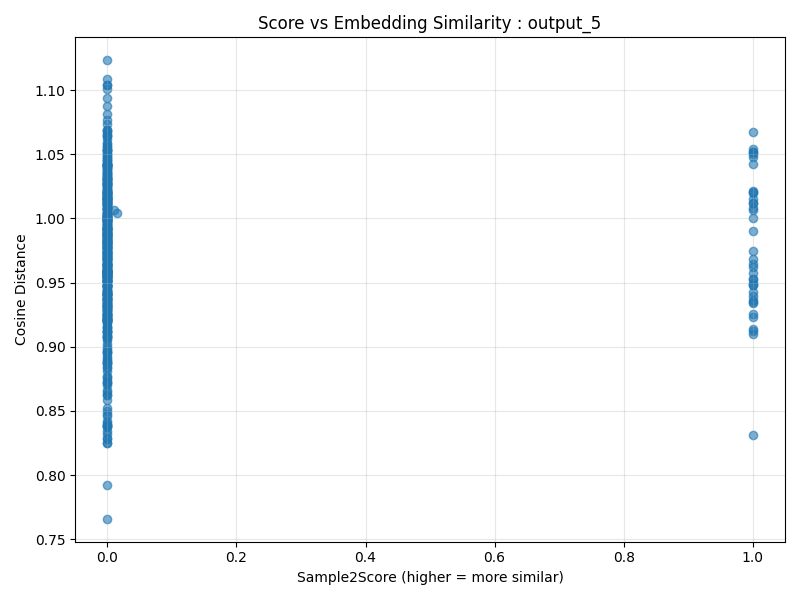 Score vs Embedding Similarity : output_5
Cosine Distance
1.10
1.05
1.00
0.95
0.90
0.85
0.80
0.75
0.0 0.2 0.4 0.6 0.8 1.0
Sample2Score (higher = more similar)